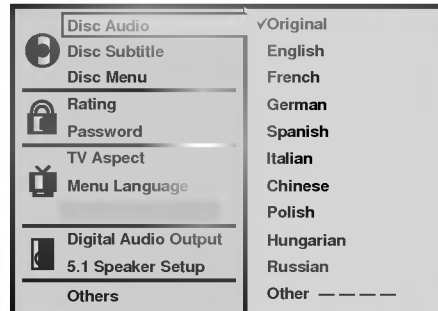 Disc Audio
Disc Subtitle
Disc Menu
Rating
Password
TV Aspect
Menu Language
Digital Audio Output
5.1 Speaker Setup
Others
✓Original
English
French
German
Spanish
Italian
Chinese
Polish
Hungarian
Russian
Other — — — —